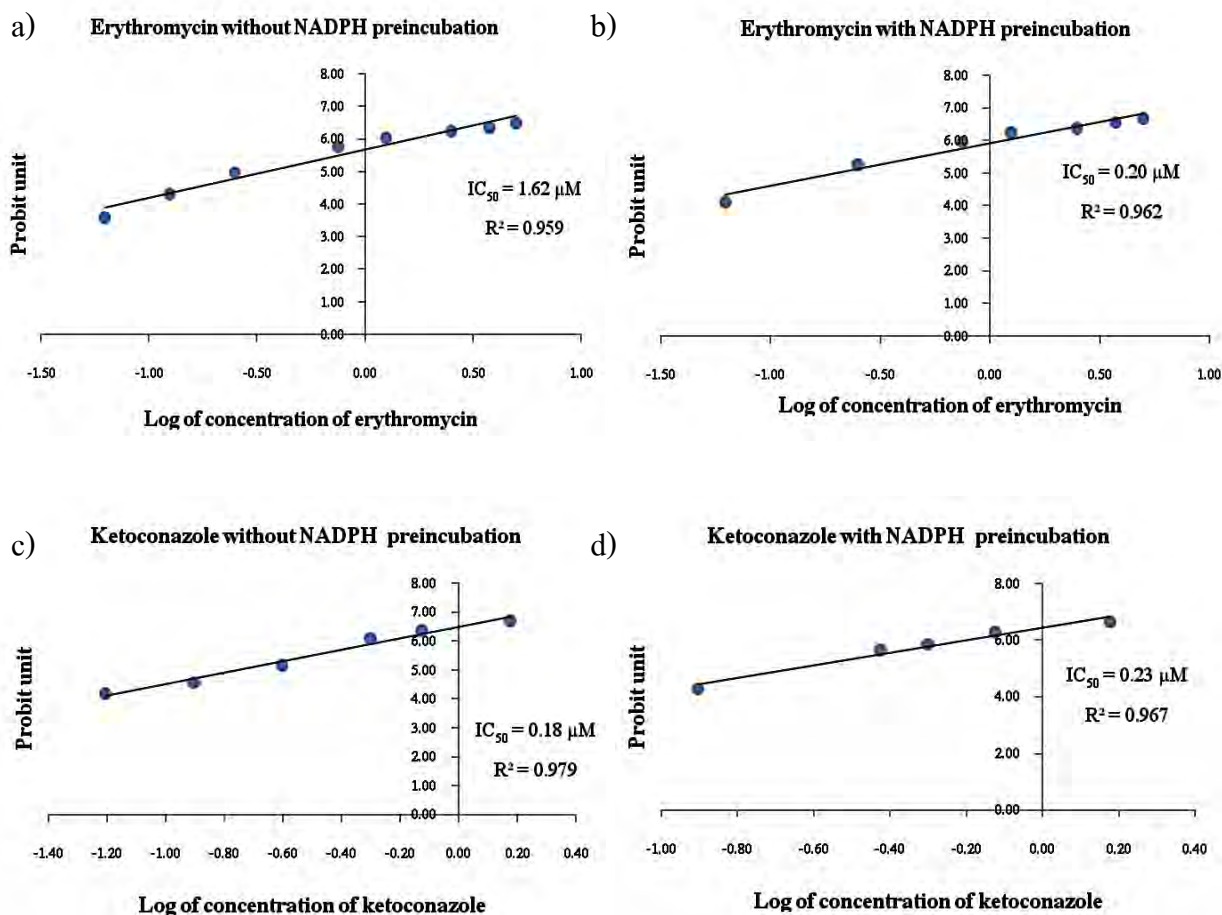 a)
Erythromycin without NADPH preincubation
8.00
7.00
6.00
5.00
4.00
3.00
2.00
1.00
0.00
Probit unit
IC₅₀ = 1.62 µM
R² = 0.959
-1.50 -1.00 -0.50 0.00 0.50 1.00
Log of concentration of erythromycin
b)
Erythromycin with NADPH preincubation
8.00
7.00
6.00
5.00
4.00
3.00
2.00
1.00
0.00
Probit unit
IC₅₀ = 0.20 µM
R² = 0.962
-1.50 -1.00 -0.50 0.00 0.50 1.00
Log of concentration of erythromycin
c)
Ketoconazole without NADPH preincubation
8.00
7.00
6.00
5.00
4.00
3.00
2.00
1.00
0.00
Probit unit
IC₅₀ = 0.18 µM
R² = 0.979
-1.40 -1.20 -1.00 -0.80 -0.60 -0.40 -0.20 0.00 0.20 0.40
Log of concentration of ketoconazole
d)
Ketoconazole with NADPH preincubation
8.00
6.00
4.00
2.00
0.00
Probit unit
IC₅₀ = 0.23 µM
R² = 0.967
-1.00 -0.80 -0.60 -0.40 -0.20 0.00 0.20 0.40
Log of concentration of ketoconazole